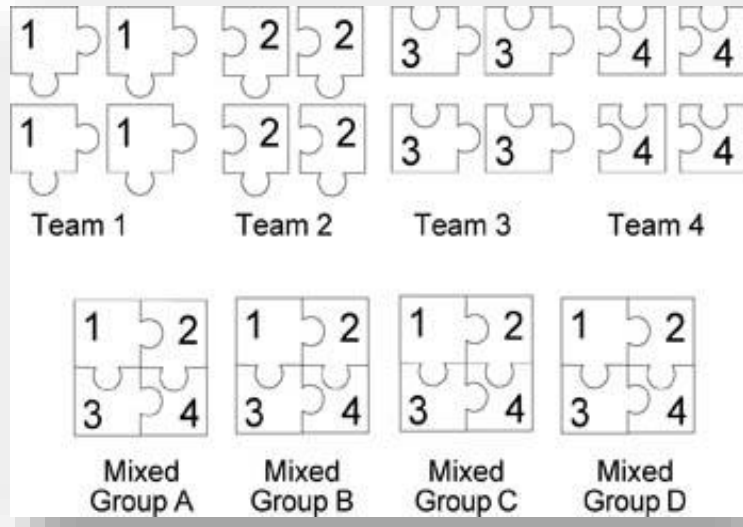 1 1 2 2 3 3 4 4
1 1 2 2 3 3 4 4
Team 1 Team 2 Team 3 Team 4
1 2 1 2 1 2 1 2
3 4 3 4 3 4 3 4
Mixed Mixed Mixed Mixed
Group A Group B Group C Group D